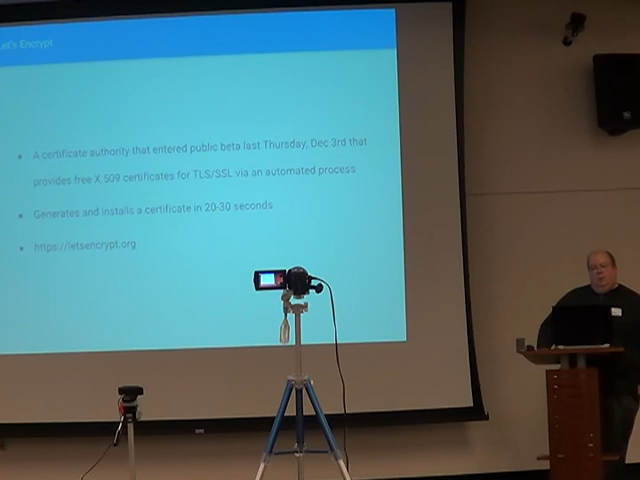 Let's Encrypt
A certificate authority that entered public beta last Thursday, Dec 3rd that
provides free X.509 certificates for TLS/SSL via an automated process
Generates and installs a certificate in 20-30 seconds
https://letsencrypt.org